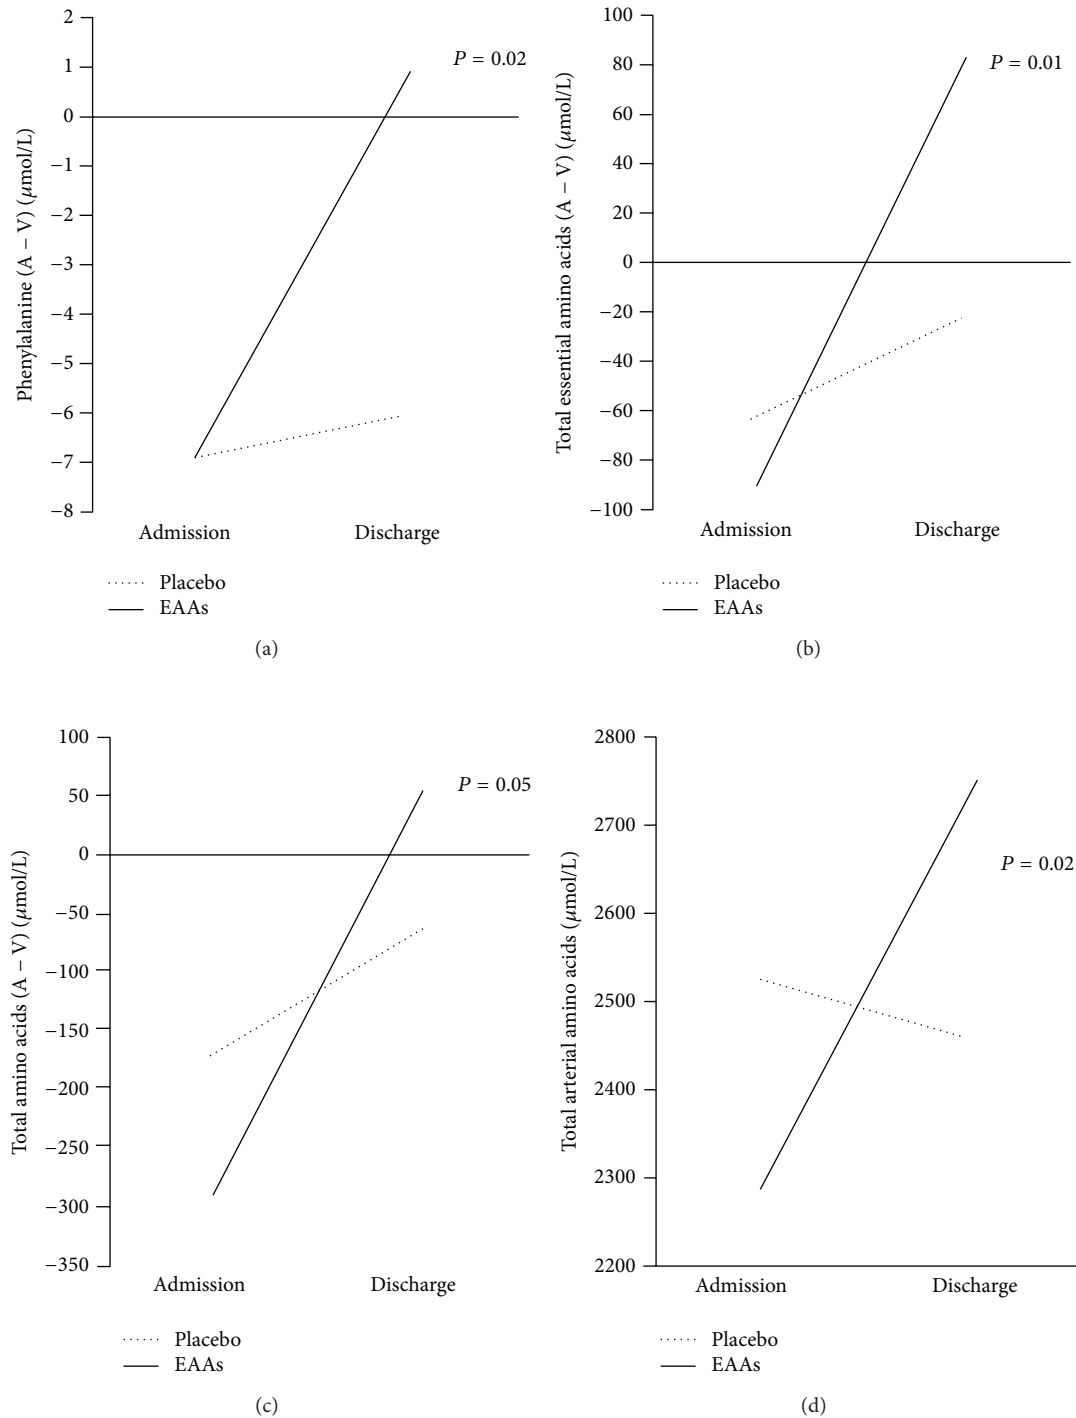 2
1
0
−1
−2
−3
−4
−5
−6
−7
−8
Phenylalanine (A − V) (μmol/L)
P = 0.02
Admission
Discharge
Placebo
EAAs
(a)
100
80
60
40
20
0
−20
−40
−60
−80
−100
Total essential amino acids (A − V) (μmol/L)
P = 0.01
Admission
Discharge
Placebo
EAAs
(b)
100
50
0
−50
−100
−150
−200
−250
−300
−350
Total amino acids (A − V) (μmol/L)
P = 0.05
Admission
Discharge
Placebo
EAAs
(c)
2800
2700
2600
2500
2400
2300
2200
Total arterial amino acids (μmol/L)
P = 0.02
Admission
Discharge
Placebo
EAAs
(d)